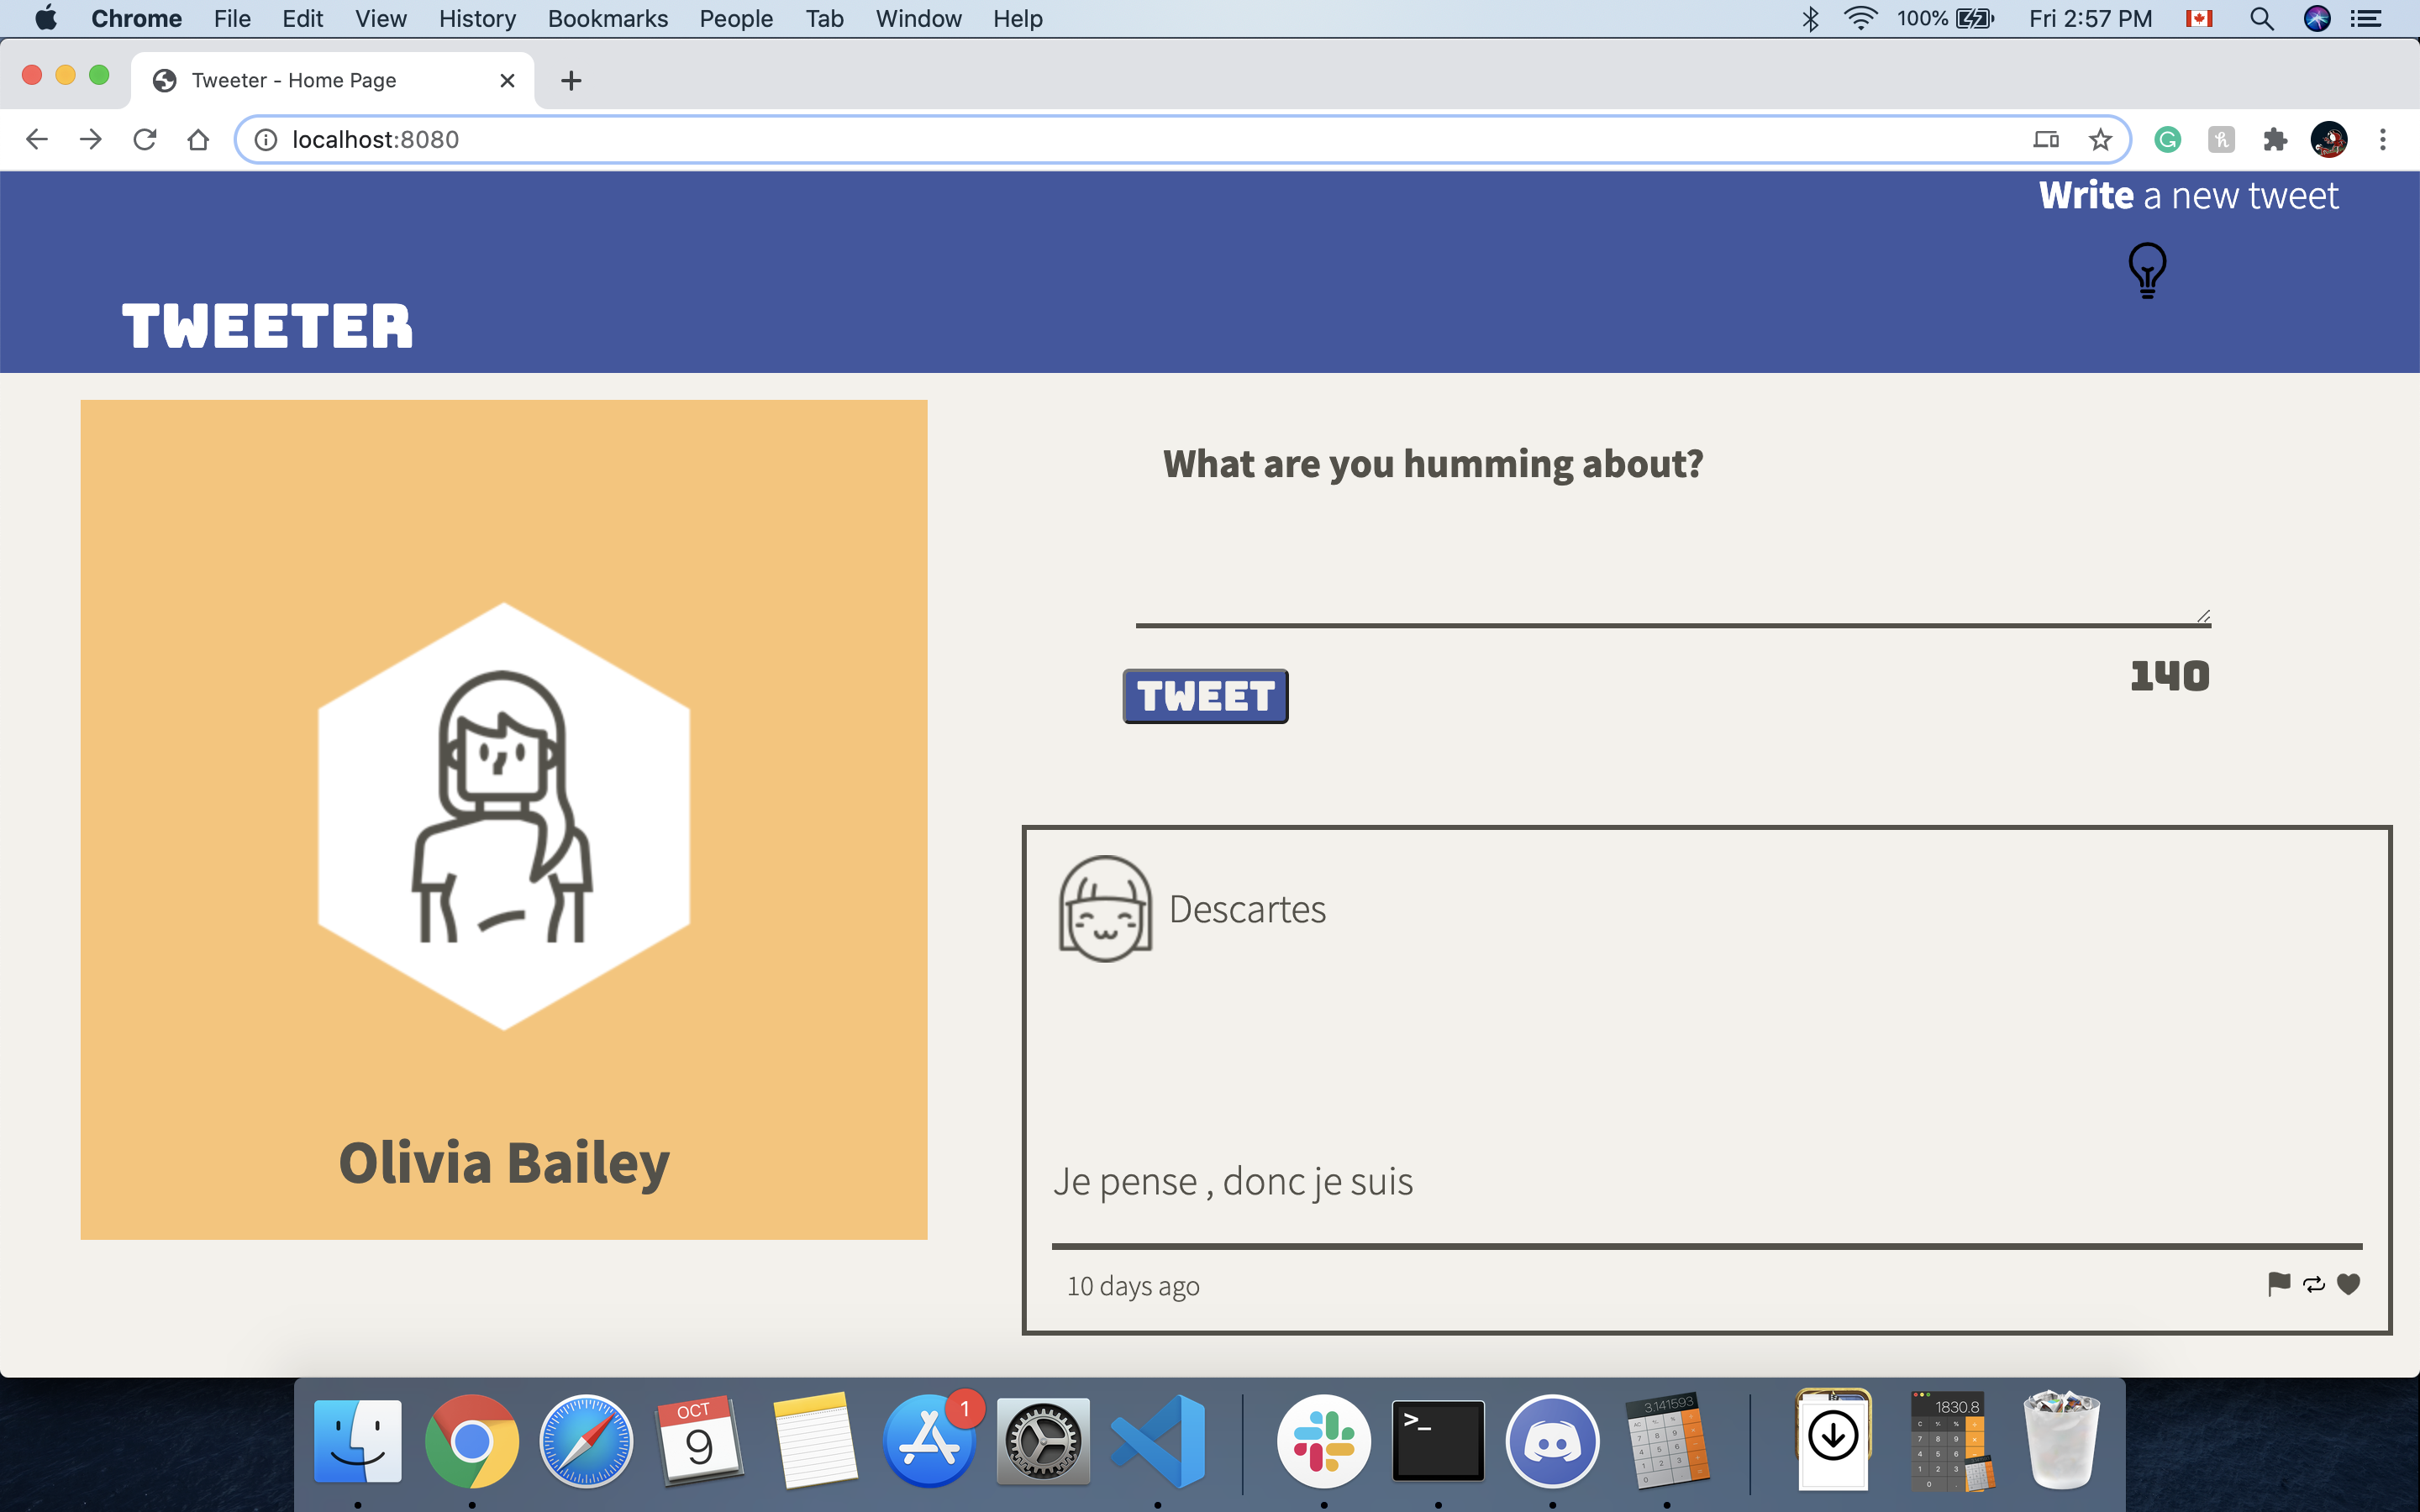 Chrome File Edit View History Bookmarks People Tab Window Help 100% Fri 2:57 PM
Tweeter - Home Page
localhost:8080
Write a new tweet
TWEETER
What are you humming about?
TWEET
140
Descartes
Olivia Bailey
Je pense , donc je suis
10 days ago
OCT
9
1
>_
3.141593
1830.8